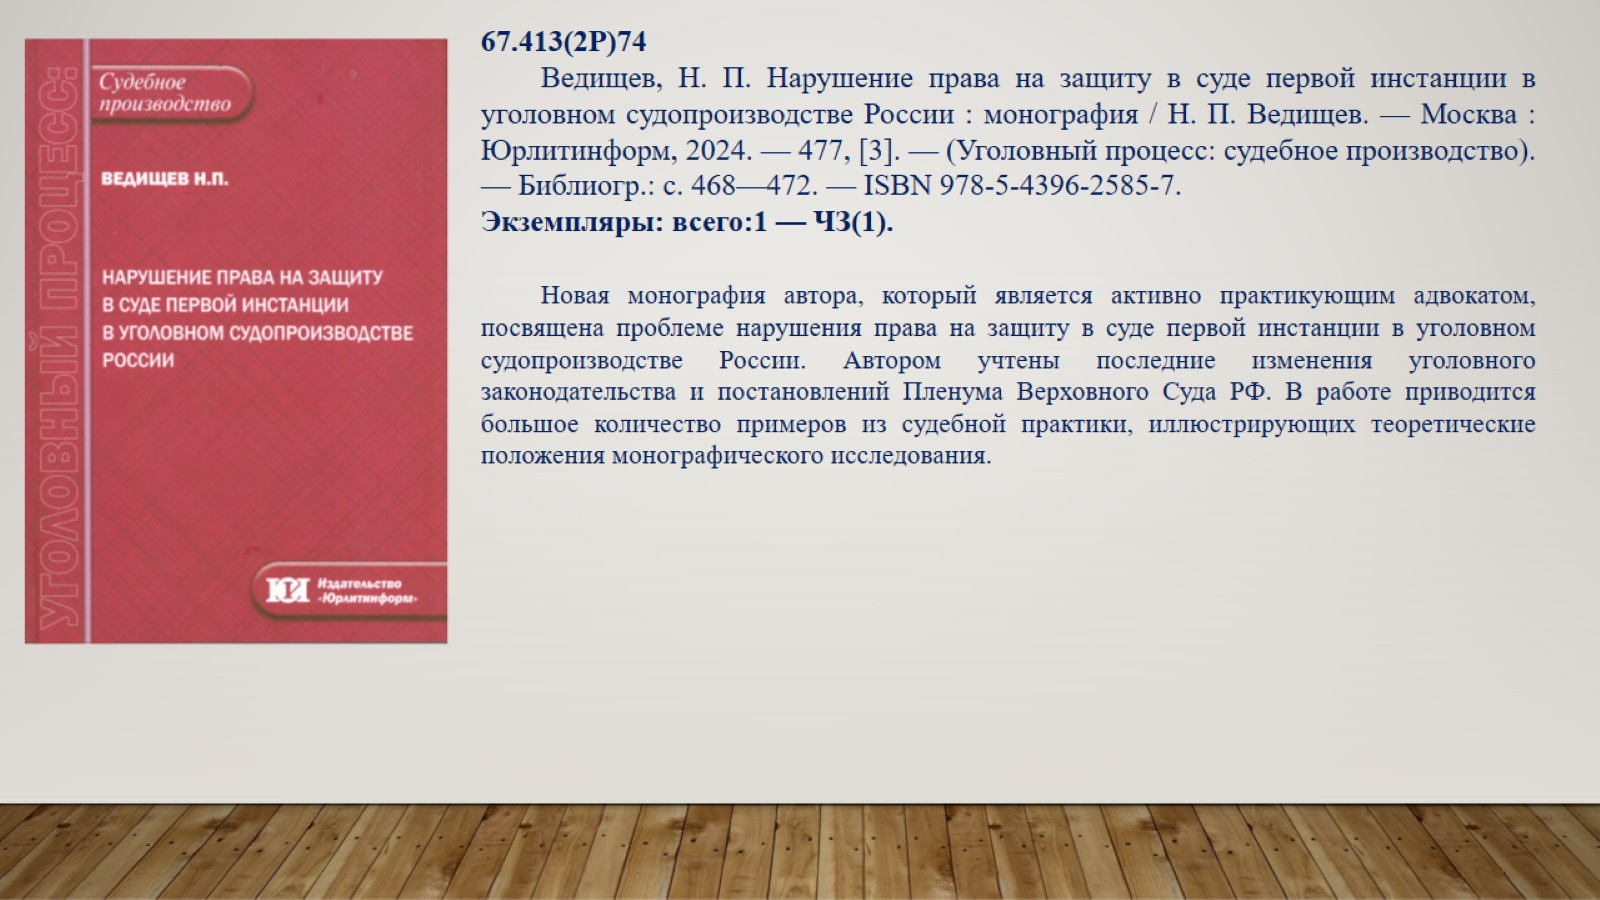 УГОЛОВНЫЙ ПРОЦЕСС:
Судебное
производство
ВЕДИЩЕВ Н.П.
НАРУШЕНИЕ ПРАВА НА ЗАЩИТУ
В СУДЕ ПЕРВОЙ ИНСТАНЦИИ
В УГОЛОВНОМ СУДОПРОИЗВОДСТВЕ
РОССИИ
Издательство
«Юрлитинформ»
67.413(2Р)74
Ведищев, Н. П. Нарушение права на защиту в суде первой инстанции в
уголовном судопроизводстве России : монография / Н. П. Ведищев. — Москва :
Юрлитинформ, 2024. — 477, [3]. — (Уголовный процесс: судебное производство).
— Библиогр.: с. 468—472. — ISBN 978-5-4396-2585-7.
Экземпляры: всего:1 — ЧЗ(1).
Новая монография автора, который является активно практикующим адвокатом,
посвящена проблеме нарушения права на защиту в суде первой инстанции в уголовном
судопроизводстве России. Автором учтены последние изменения уголовного
законодательства и постановлений Пленума Верховного Суда РФ. В работе приводится
большое количество примеров из судебной практики, иллюстрирующих теоретические
положения монографического исследования.